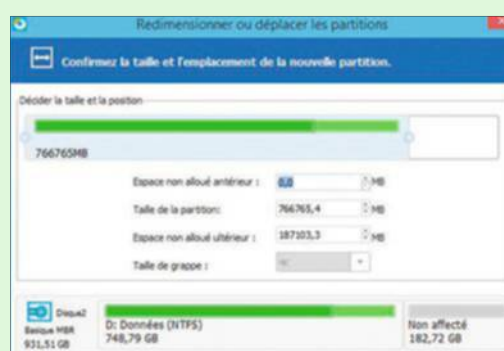 Redimensionner ou déplacer les partitions
Confirmez la taille et l'emplacement de la nouvelle partition.
Décider la taille et la position
766765MB
Espace non alloué antérieur : 0,0 MB
Taille de la partition: 766765,4 MB
Espace non alloué ultérieur : 187103,3 MB
Taille de grappe :
Disque2
Basique MBR
931,51 GB
D: Données (NTFS)
748,79 GB
Non affecté
182,72 GB